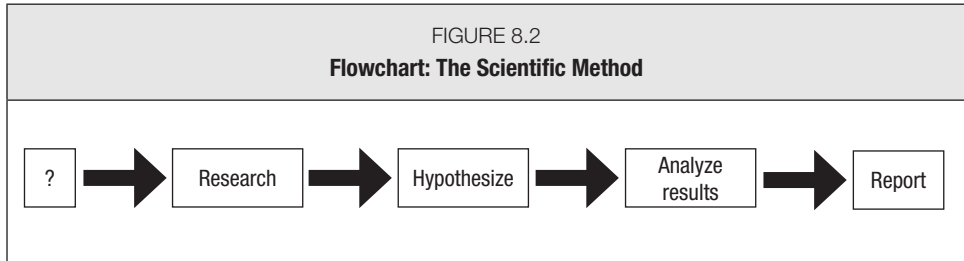 FIGURE 8.2
Flowchart: The Scientific Method
?
Research
Hypothesize
Analyze
results
Report